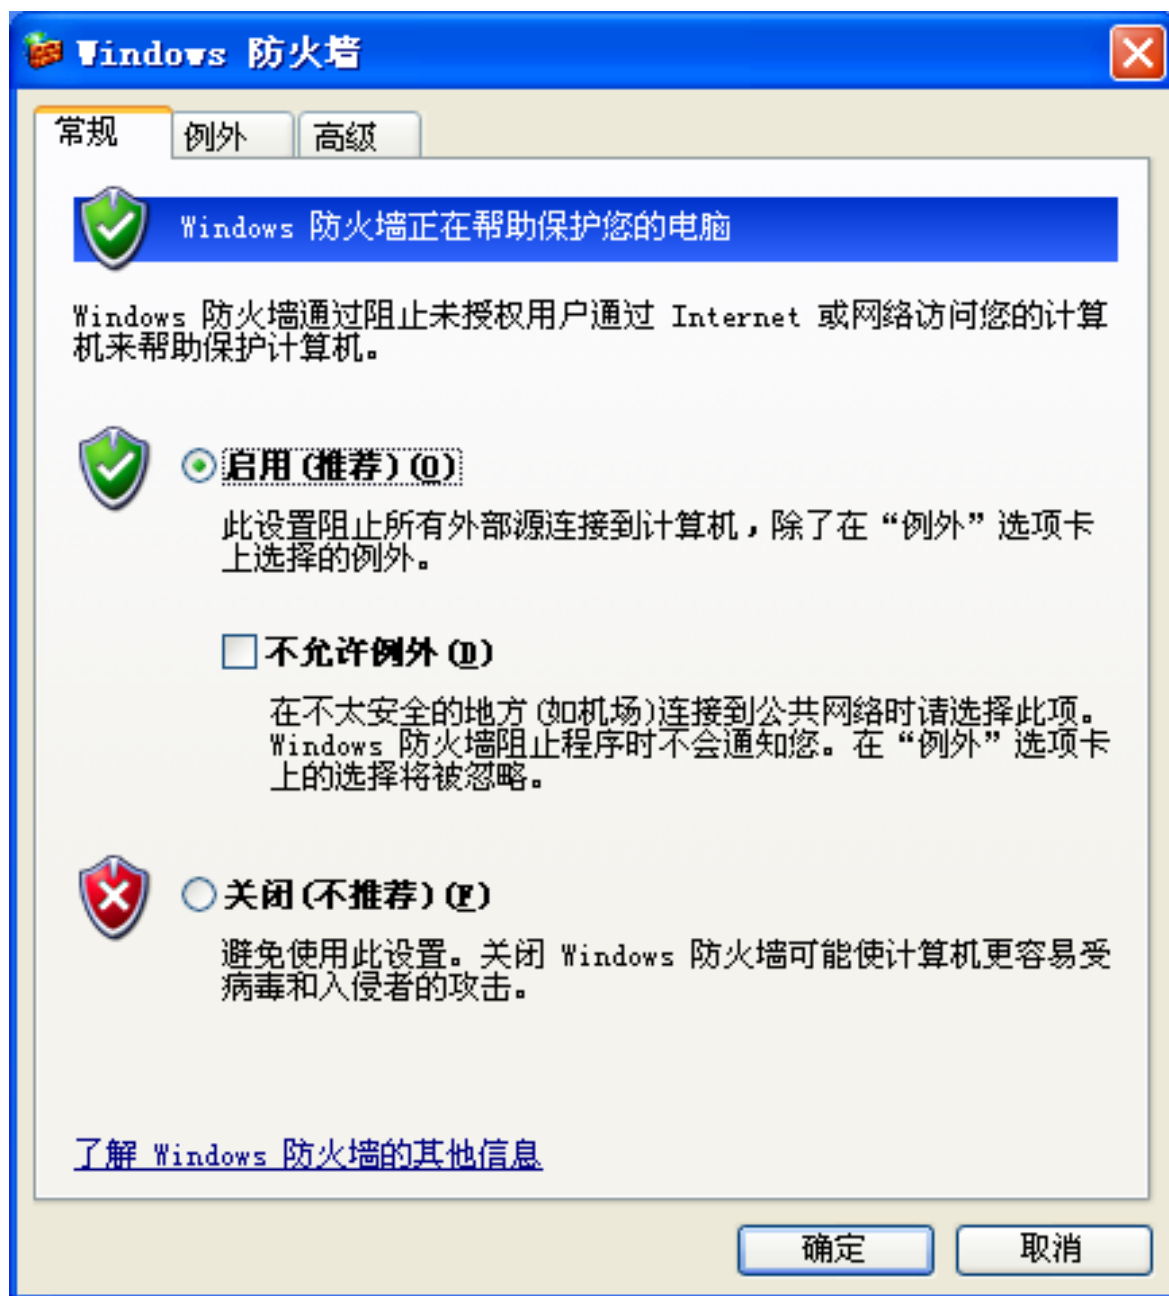 Windows 防火墙
常规
例外
高级
Windows 防火墙正在帮助保护您的电脑
Windows 防火墙通过阻止未授权用户通过 Internet 或网络访问您的计算
机来帮助保护计算机。
启用(推荐)(O)
此设置阻止所有外部源连接到计算机，除了在“例外”选项卡
上选择的例外。
不允许例外(D)
在不太安全的地方(如机场)连接到公共网络时请选择此项。
Windows 防火墙阻止程序时不会通知您。在“例外”选项卡
上的选择将被忽略。
关闭(不推荐)(F)
避免使用此设置。关闭 Windows 防火墙可能使计算机更容易受
病毒和入侵者的攻击。
了解 Windows 防火墙的其他信息
确定
取消